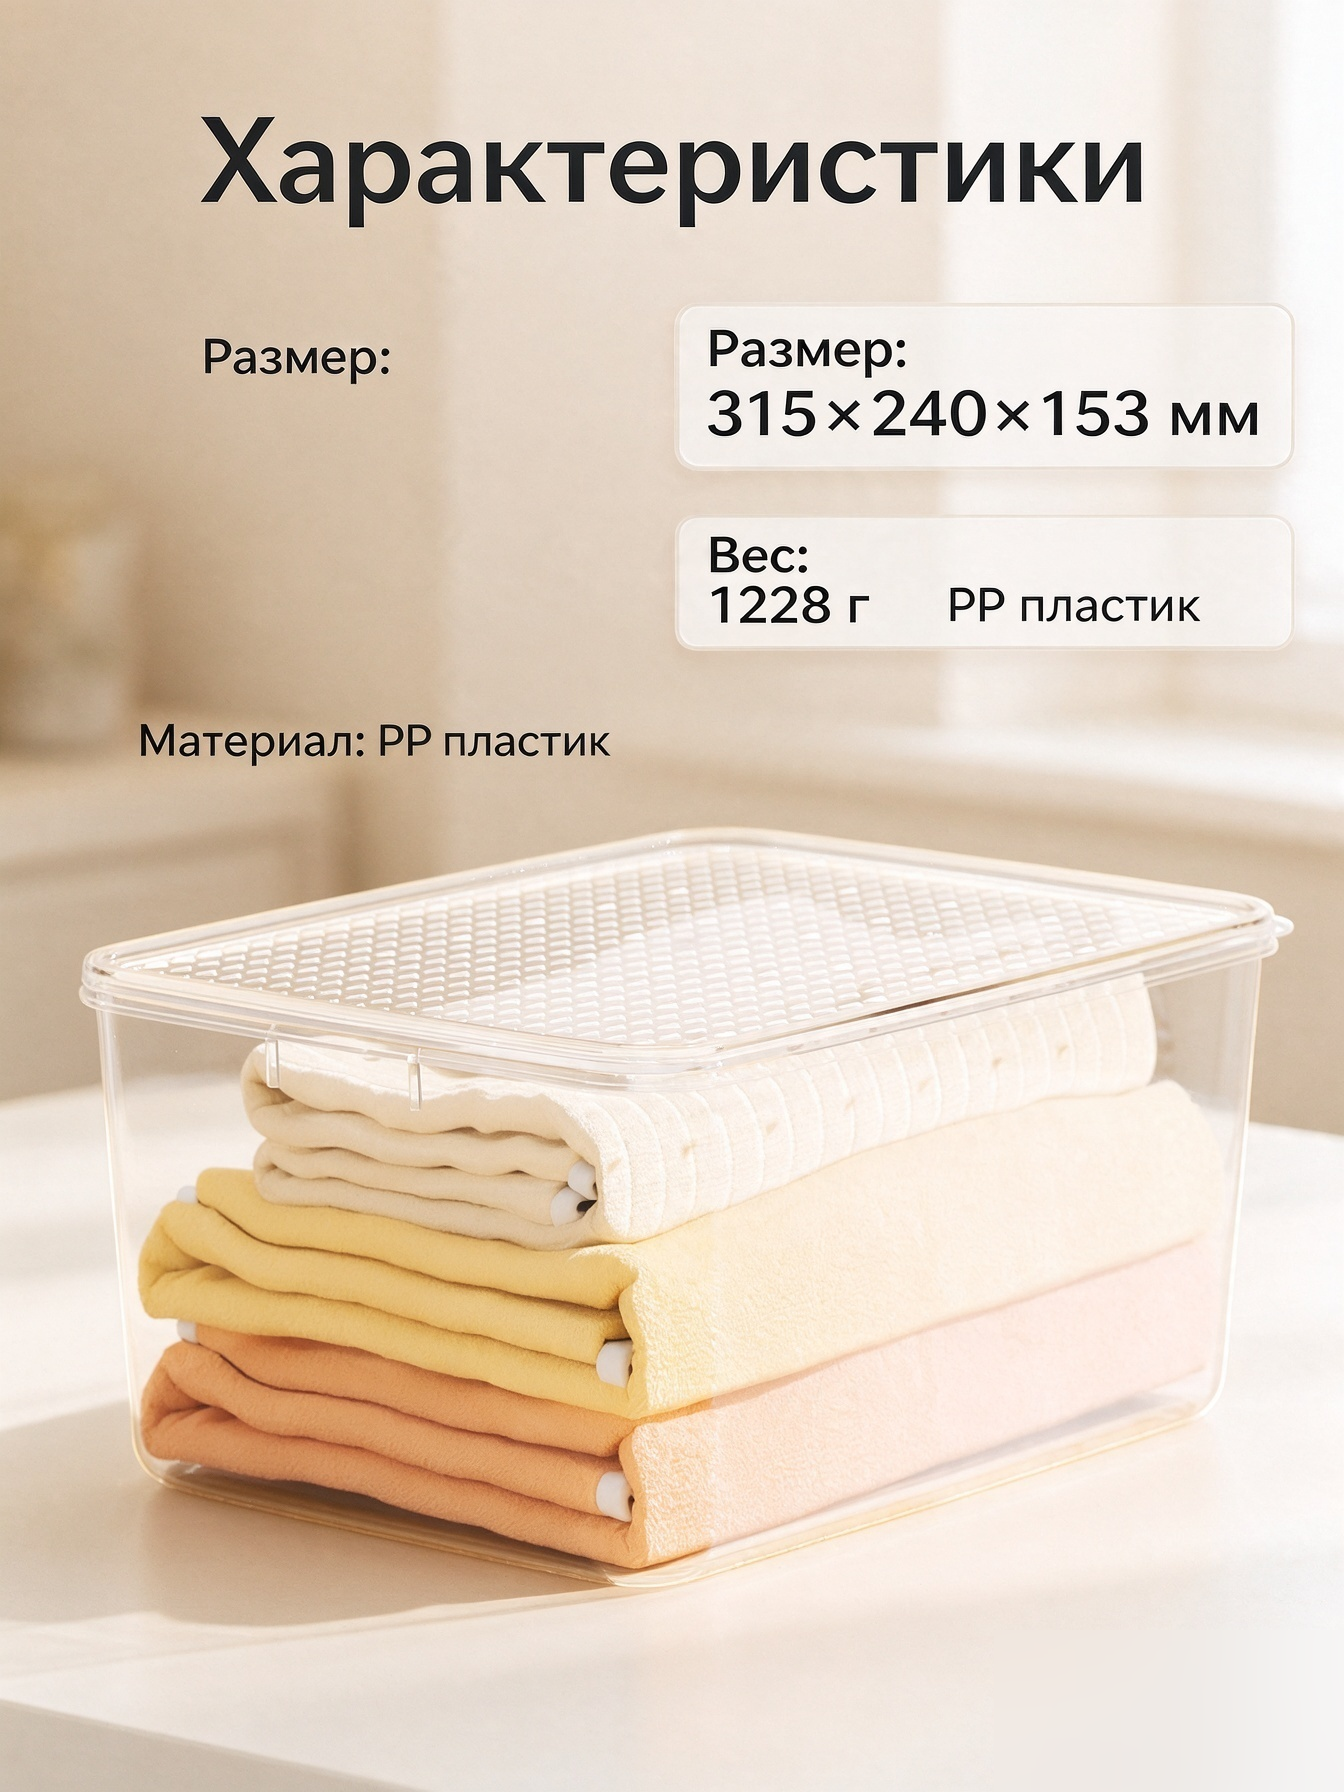 Характеристики
Размер:
Размер:
315×240×153 мм
Вес:
1228 г PP пластик
Материал: PP пластик